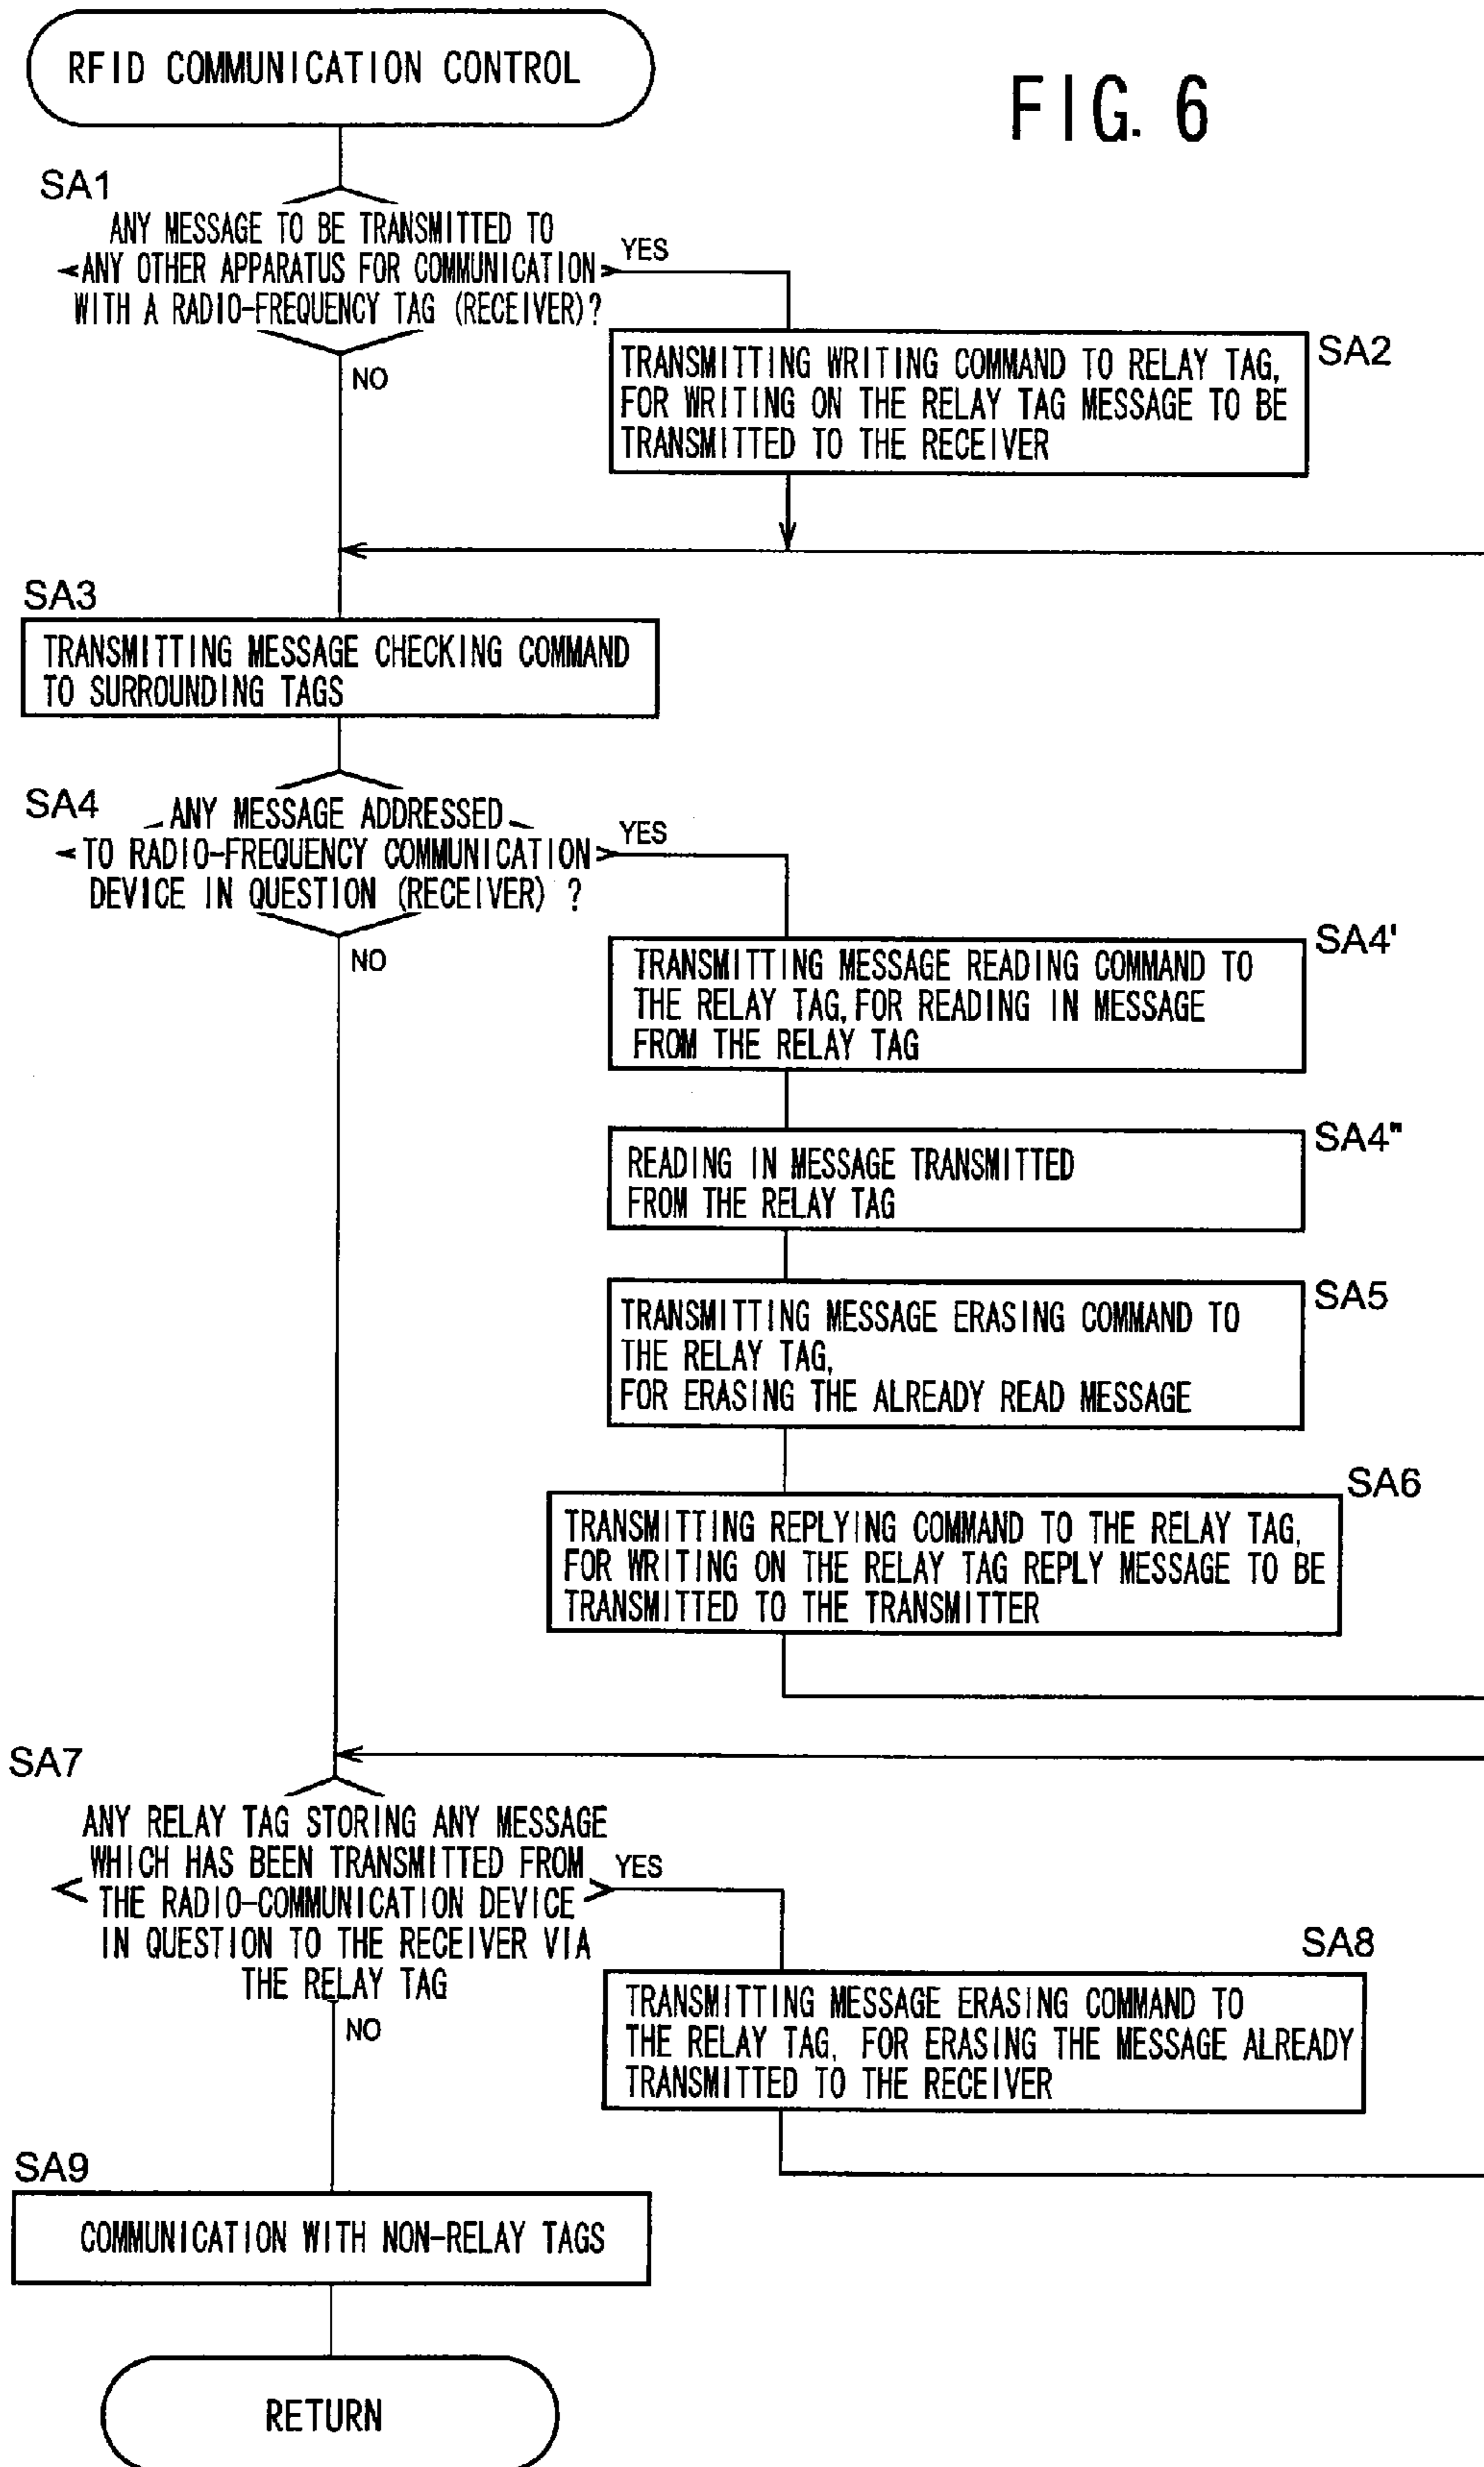 RFID COMMUNICATION CONTROL
FIG. 6
SA1
ANY MESSAGE TO BE TRANSMITTED TO
ANY OTHER APPARATUS FOR COMMUNICATION
WITH A RADIO-FREQUENCY TAG (RECEIVER)?
YES
NO
SA2
TRANSMITTING WRITING COMMAND TO RELAY TAG,
FOR WRITING ON THE RELAY TAG MESSAGE TO BE
TRANSMITTED TO THE RECEIVER
SA3
TRANSMITTING MESSAGE CHECKING COMMAND
TO SURROUNDING TAGS
SA4
ANY MESSAGE ADDRESSED
TO RADIO-FREQUENCY COMMUNICATION
DEVICE IN QUESTION (RECEIVER) ?
YES
NO
SA4'
TRANSMITTING MESSAGE READING COMMAND TO
THE RELAY TAG, FOR READING IN MESSAGE
FROM THE RELAY TAG
SA4"
READING IN MESSAGE TRANSMITTED
FROM THE RELAY TAG
SA5
TRANSMITTING MESSAGE ERASING COMMAND TO
THE RELAY TAG,
FOR ERASING THE ALREADY READ MESSAGE
SA6
TRANSMITTING REPLYING COMMAND TO THE RELAY TAG,
FOR WRITING ON THE RELAY TAG REPLY MESSAGE TO BE
TRANSMITTED TO THE TRANSMITTER
SA7
ANY RELAY TAG STORING ANY MESSAGE
WHICH HAS BEEN TRANSMITTED FROM
THE RADIO-COMMUNICATION DEVICE
IN QUESTION TO THE RECEIVER VIA
THE RELAY TAG
YES
NO
SA8
TRANSMITTING MESSAGE ERASING COMMAND TO
THE RELAY TAG, FOR ERASING THE MESSAGE ALREADY
TRANSMITTED TO THE RECEIVER
SA9
COMMUNICATION WITH NON-RELAY TAGS
RETURN